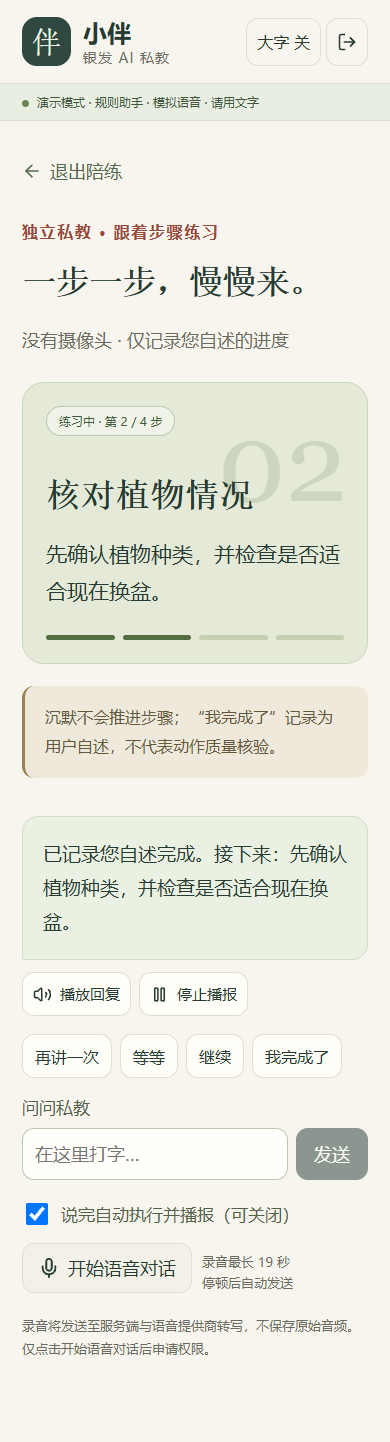 伴
小伴
银发 AI 私教
大字 关
演示模式 · 规则助手 · 模拟语音 · 请用文字
退出陪练
独立私教 • 跟着步骤练习
一步一步，慢慢来。
没有摄像头 · 仅记录您自述的进度
练习中 · 第 2 / 4 步
02
核对植物情况
先确认植物种类，并检查是否适
合现在换盆。
沉默不会推进步骤；“我完成了”记录为
用户自述，不代表动作质量核验。
已记录您自述完成。接下来：先确认
植物种类，并检查是否适合现在换
盆。
播放回复
停止播报
再讲一次
等等
继续
我完成了
问问私教
在这里打字...
发送
说完自动执行并播报（可关闭）
开始语音对话
录音最长 19 秒
停顿后自动发送
录音将发送至服务端与语音提供商转写，不保存原始音频。
仅点击开始语音对话后申请权限。